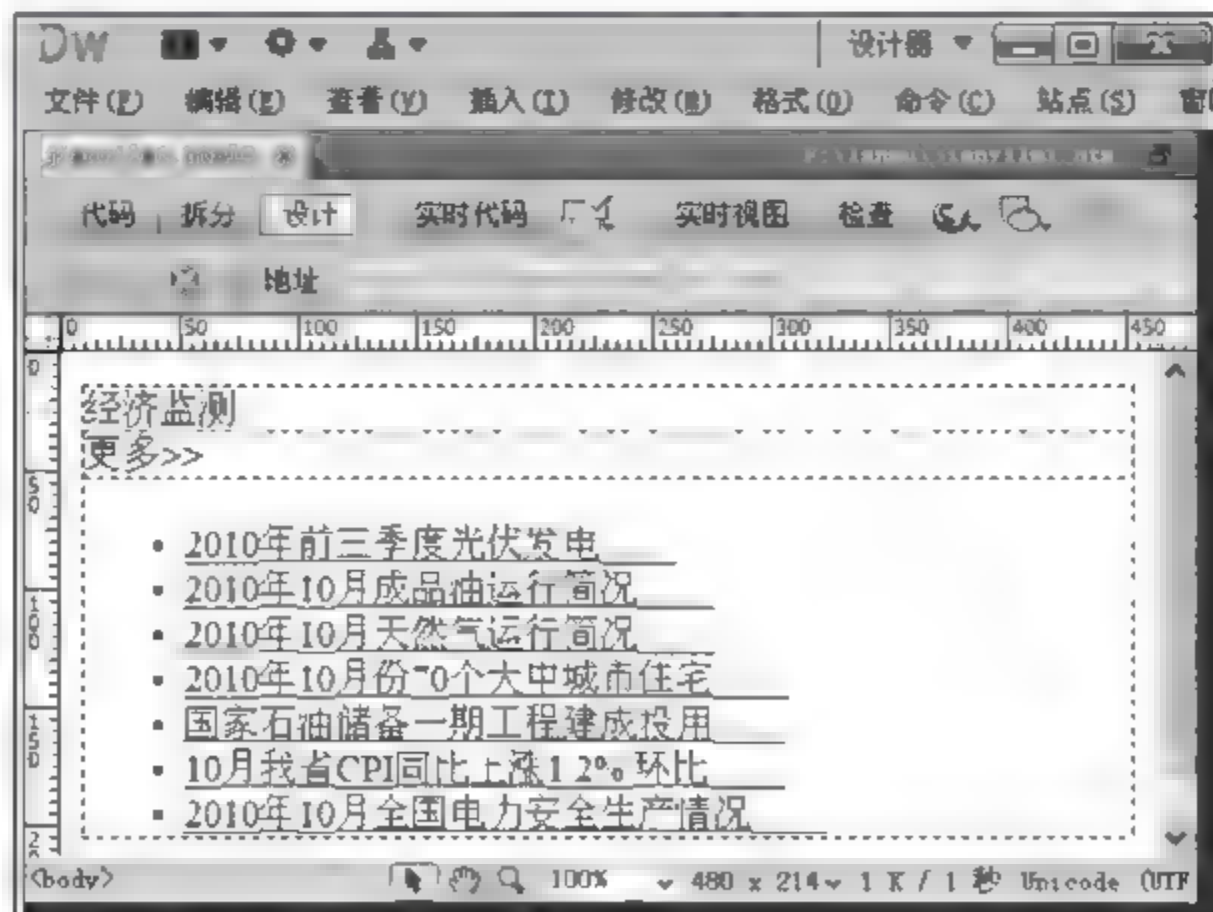 Dw 设计器
文件(F) 编辑(E) 查看(V) 插入(I) 修改(M) 格式(O) 命令(C) 站点(S)
代码 拆分 设计 实时代码 实时视图 检查
地址
0 50 100 150 200 250 300 350 400 450
经济监测
更多>>
2010年前三季度光伏发电
2010年10月成品油运行简况
2010年10月天然气运行简况
2010年10月份70个大中城市住宅
国家石油储备一期工程建成投用
10月我省CPI同比上涨1.2% 环比
2010年10月全国电力安全生产情况
<body> 100% 480 x 214 1 K / 1 秒 Unicode (UTF